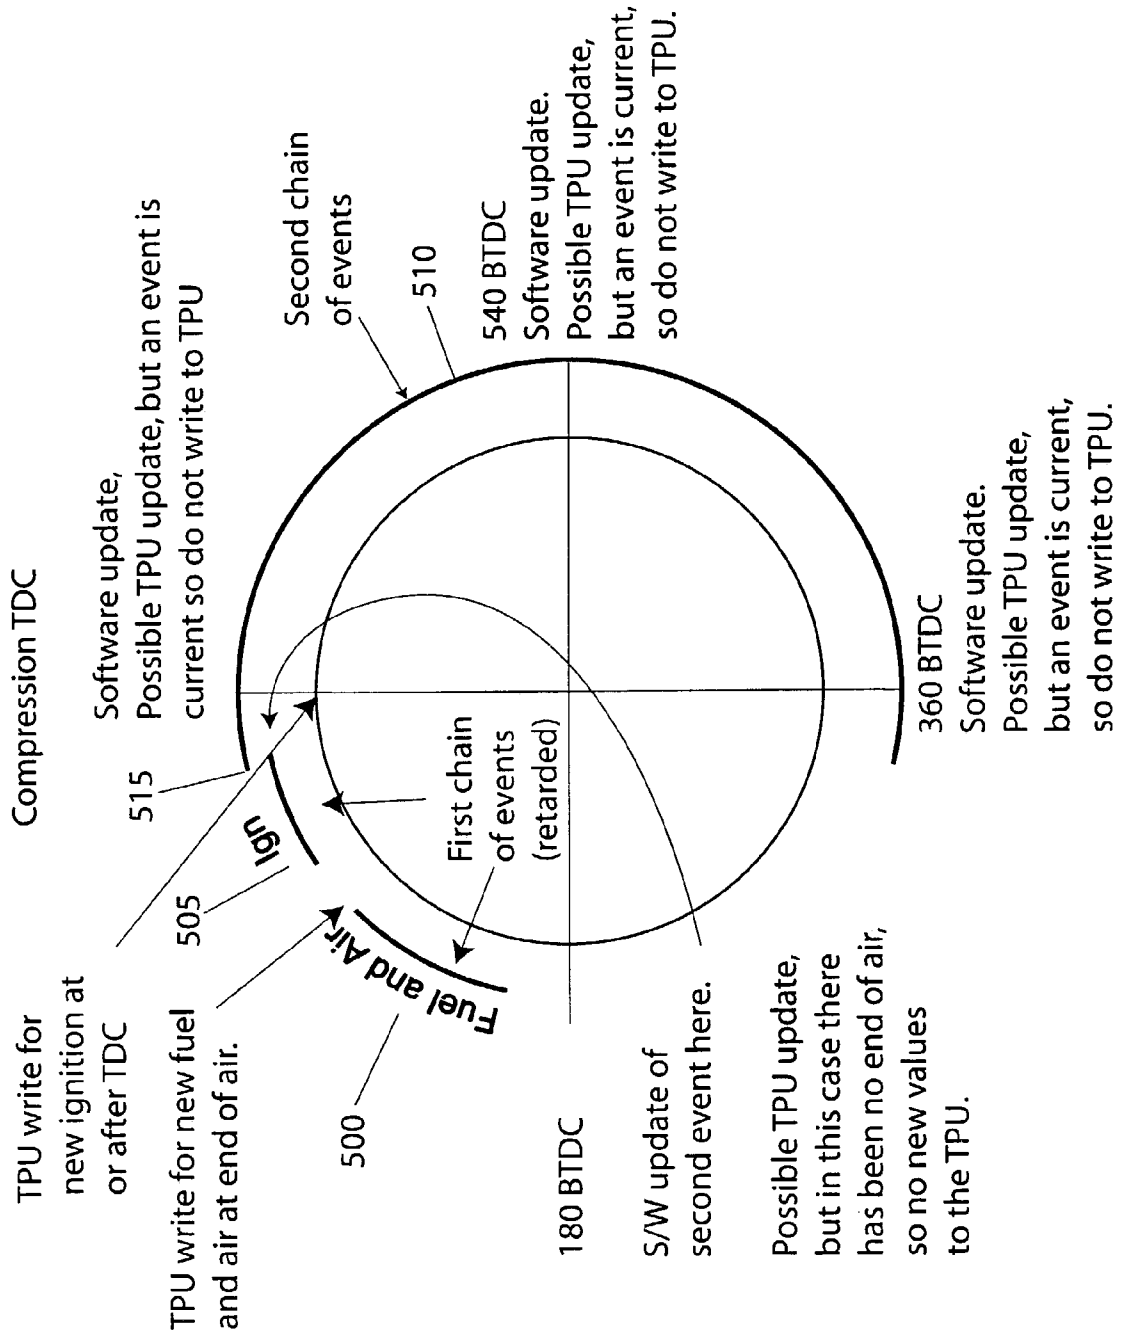 Compression TDC
TPU write for
new ignition at
or after TDC
TPU write for new fuel
and air at end of air.
Software update,
Possible TPU update, but an event is
current so do not write to TPU
515
Ign
505
Second chain
of events
510
500
Fuel and Air
First chain
of events
(retarded)
180 BTDC
S/W update of
second event here.
Possible TPU update,
but in this case there
has been no end of air,
so no new values
to the TPU.
540 BTDC
Software update.
Possible TPU update,
but an event is current,
so do not write to TPU.
360 BTDC
Software update.
Possible TPU update,
but an event is current,
so do not write to TPU.